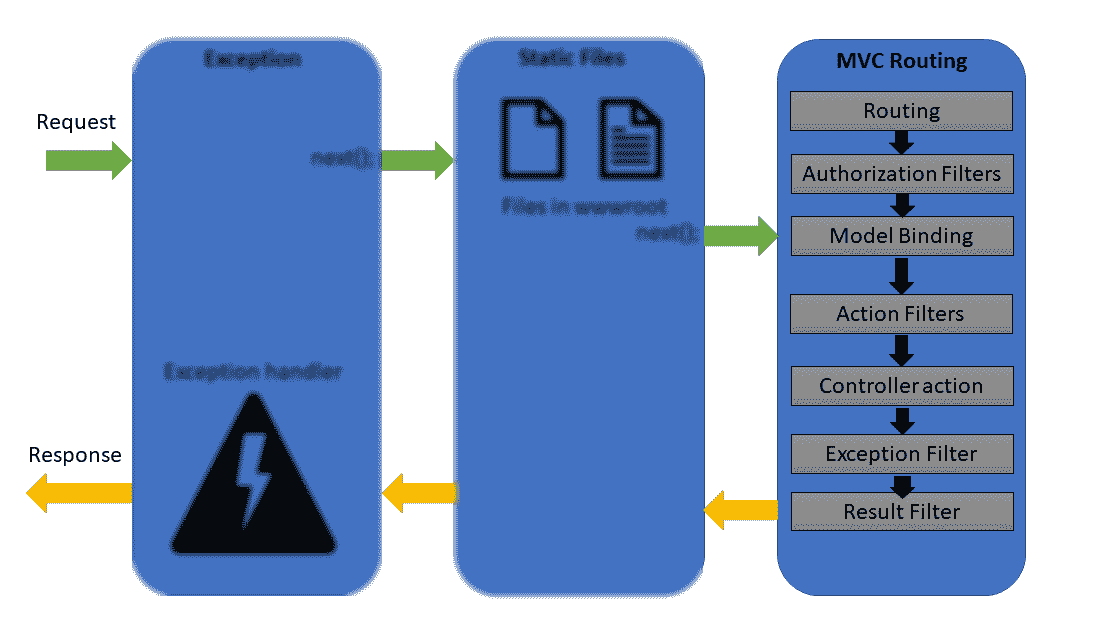 Exception
Static Files
MVC Routing
Request
next();
Files in wwwroot
next();
Routing
Authorization Filters
Model Binding
Action Filters
Controller action
Exception Filter
Result Filter
Exception handler
Response